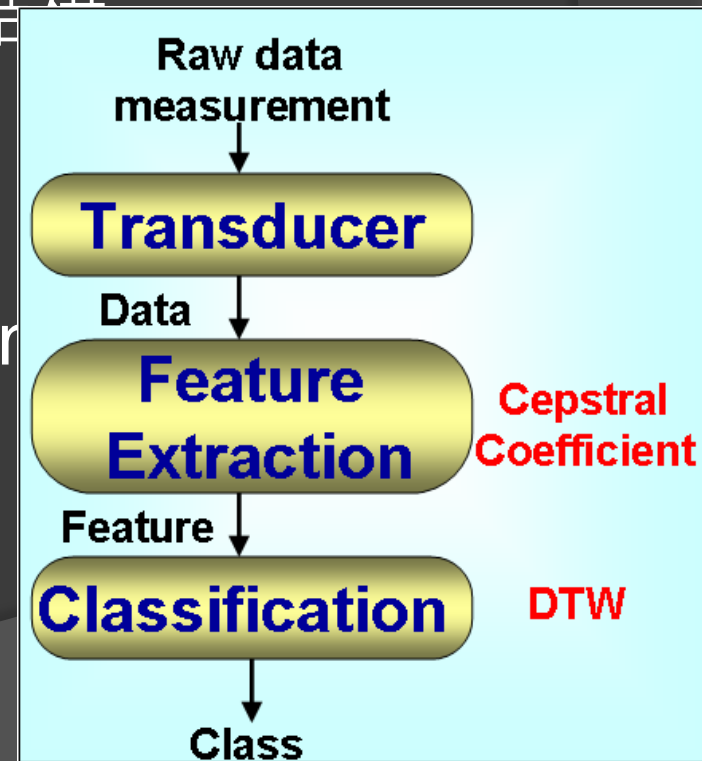 Raw data
measurement
Transducer
Data
Feature
Extraction
Cepstral
Coefficient
Feature
Classification
DTW
Class